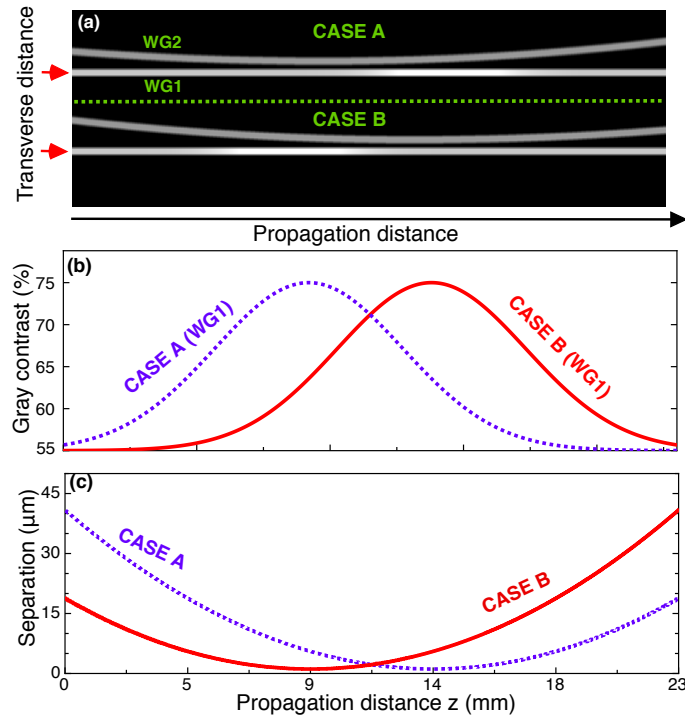 (a)
CASE A
WG2
WG1
CASE B
Transverse distance
Propagation distance
(b)
75
70
65
60
55
Gray contrast (%)
CASE A (WG1)
CASE B (WG1)
(c)
45
30
15
0
Separation (µm)
CASE A
CASE B
0 5 9 14 18 23
Propagation distance z (mm)